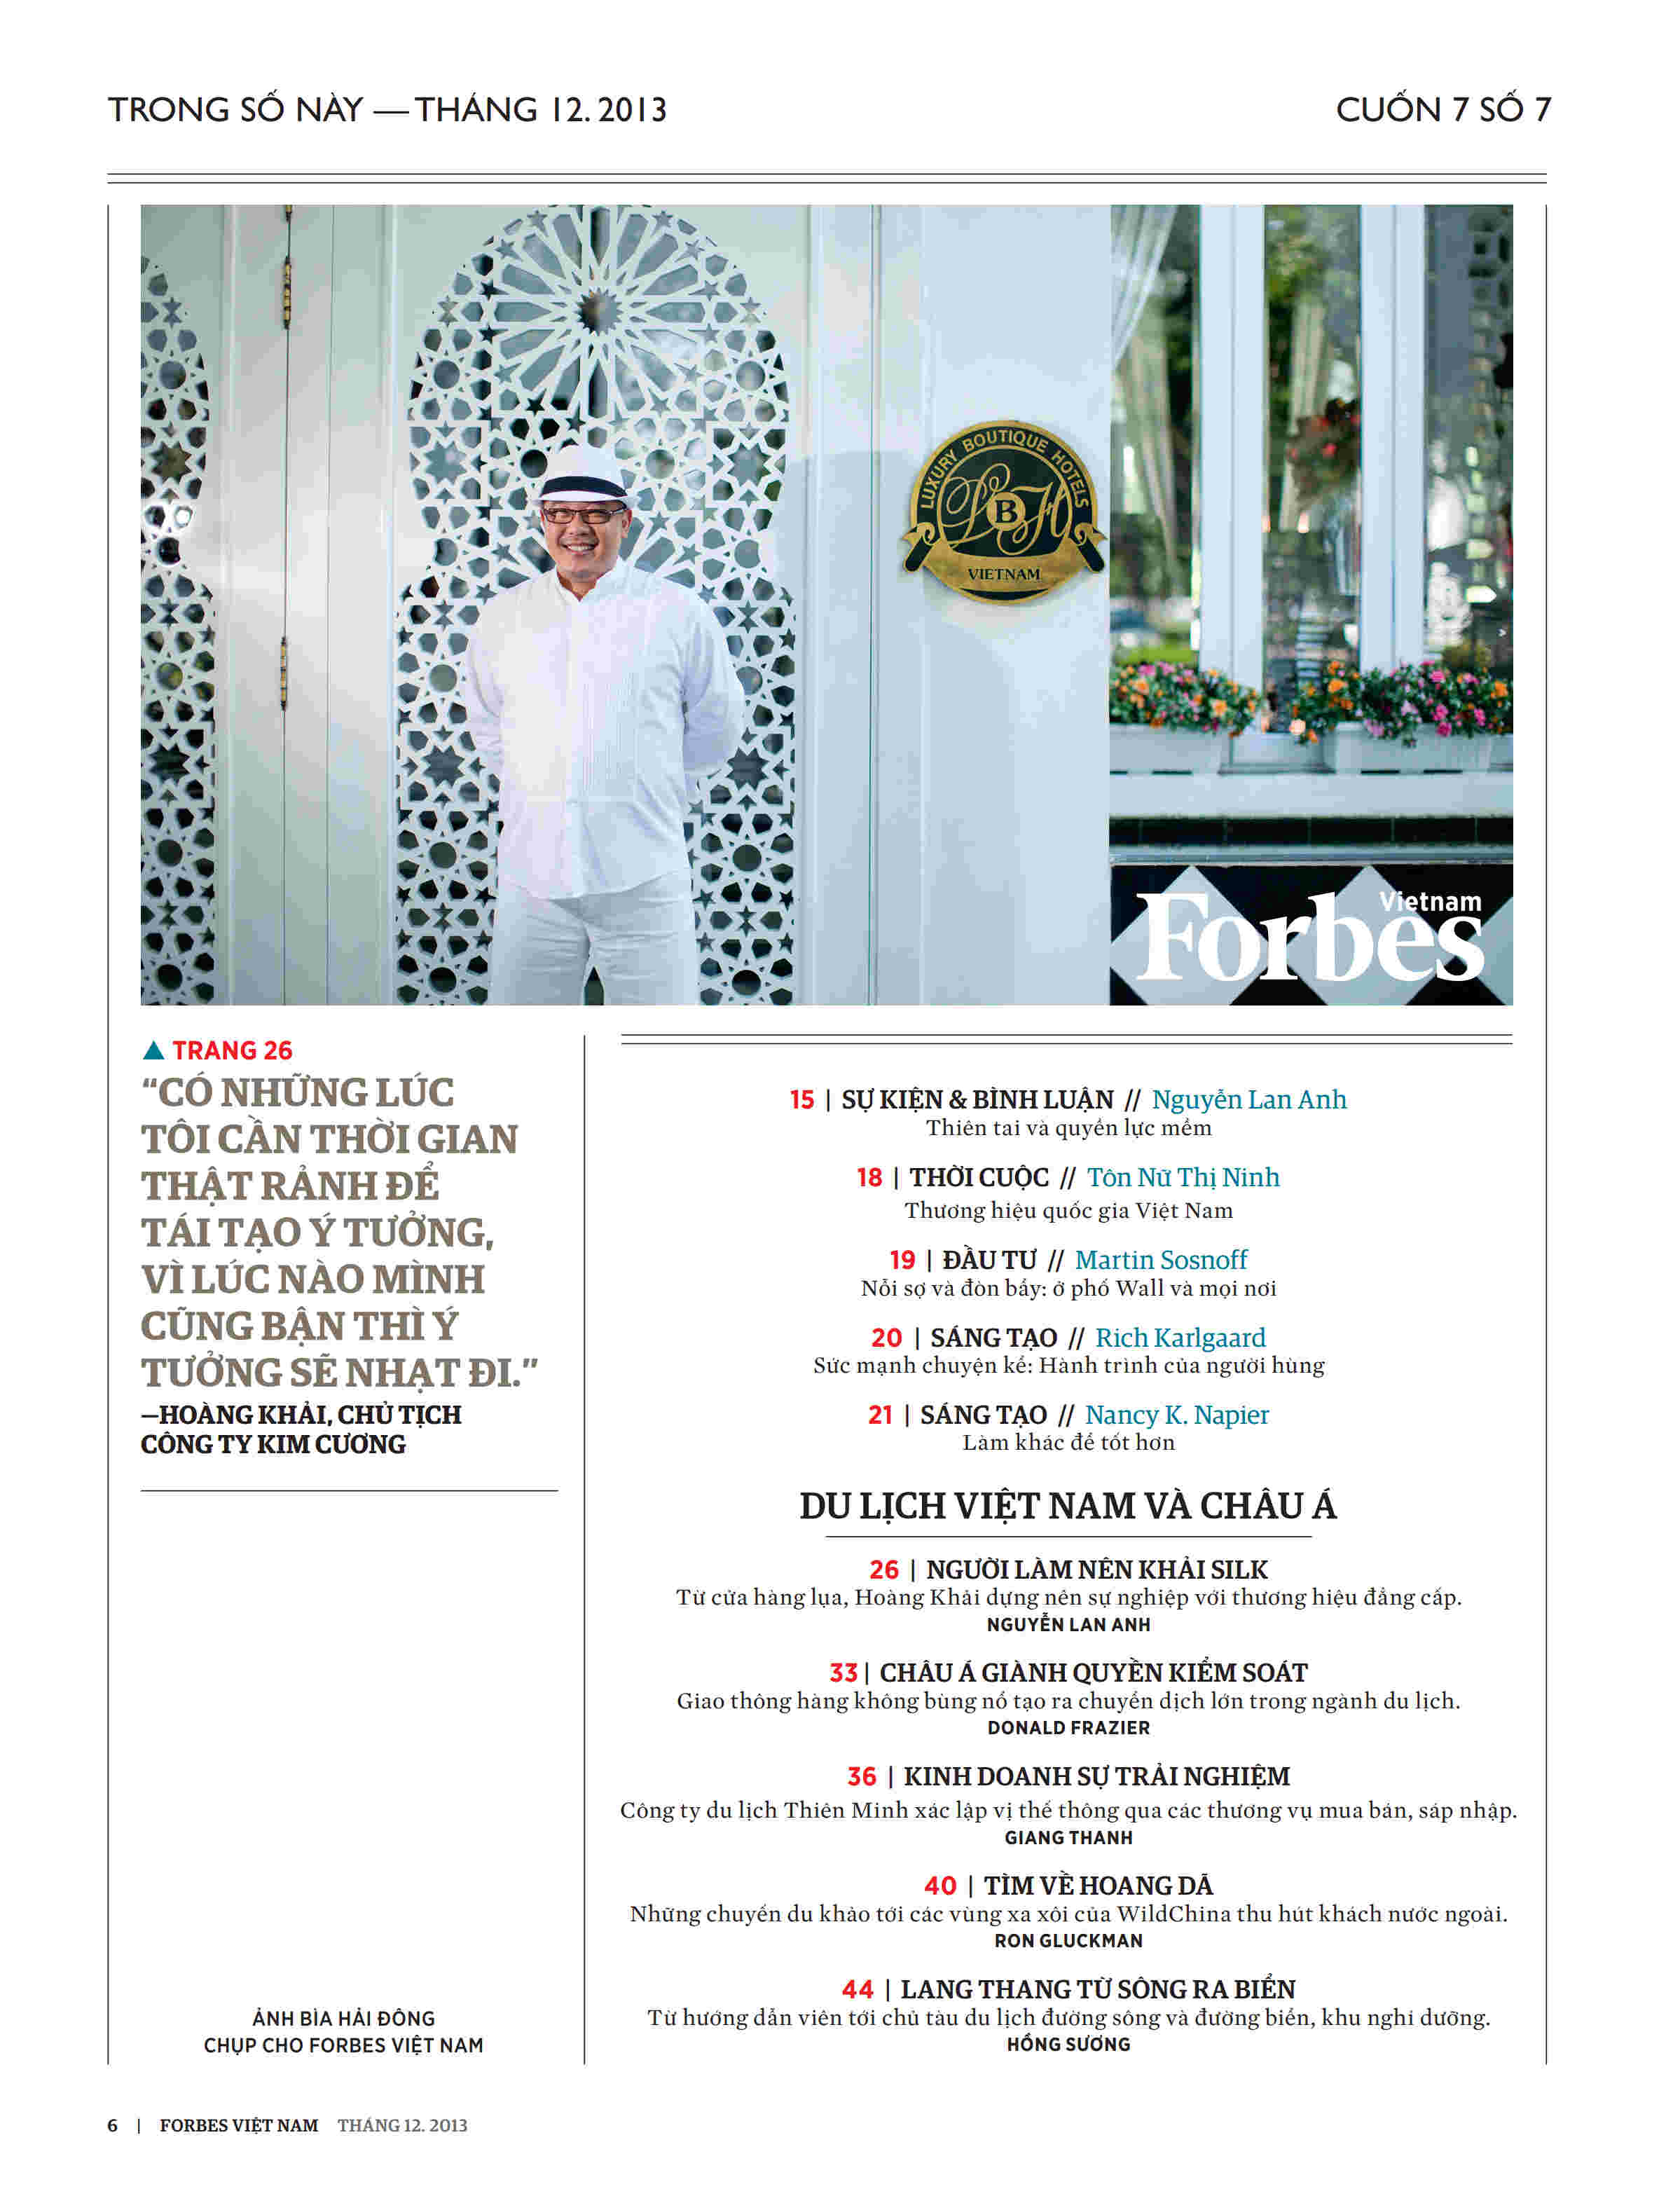 TRONG SỐ NÀY — THÁNG 12. 2013
CUỐN 7 SỐ 7
LUXURY BOUTIQUE HOTELS
LBH
VIETNAM
Vietnam
Forbes
▲ TRANG 26
“CÓ NHỮNG LÚC
TÔI CẦN THỜI GIAN
THẬT RẢNH ĐỂ
TÁI TẠO Ý TƯỞNG,
VÌ LÚC NÀO MÌNH
CŨNG BẬN THÌ Ý
TƯỞNG SẼ NHẠT ĐI.”
—HOÀNG KHẢI, CHỦ TỊCH
CÔNG TY KIM CƯƠNG
ẢNH BÌA HẢI ĐÔNG
CHỤP CHO FORBES VIỆT NAM
15 | SỰ KIỆN & BÌNH LUẬN // Nguyễn Lan Anh
Thiên tai và quyền lực mềm
18 | THỜI CUỘC // Tôn Nữ Thị Ninh
Thương hiệu quốc gia Việt Nam
19 | ĐẦU TƯ // Martin Sosnoff
Nỗi sợ và đòn bẩy: ở phố Wall và mọi nơi
20 | SÁNG TẠO // Rich Karlgaard
Sức mạnh chuyện kể: Hành trình của người hùng
21 | SÁNG TẠO // Nancy K. Napier
Làm khác để tốt hơn
DU LỊCH VIỆT NAM VÀ CHÂU Á
26 | NGƯỜI LÀM NÊN KHẢI SILK
Từ cửa hàng lụa, Hoàng Khải dựng nên sự nghiệp với thương hiệu đẳng cấp.
NGUYỄN LAN ANH
33 | CHÂU Á GIÀNH QUYỀN KIỂM SOÁT
Giao thông hàng không bùng nổ tạo ra chuyển dịch lớn trong ngành du lịch.
DONALD FRAZIER
36 | KINH DOANH SỰ TRẢI NGHIỆM
Công ty du lịch Thiên Minh xác lập vị thế thông qua các thương vụ mua bán, sáp nhập.
GIANG THANH
40 | TÌM VỀ HOANG DÃ
Những chuyến du khảo tới các vùng xa xôi của WildChina thu hút khách nước ngoài.
RON GLUCKMAN
44 | LANG THANG TỪ SÔNG RA BIỂN
Từ hướng dẫn viên tới chủ tàu du lịch đường sông và đường biển, khu nghỉ dưỡng.
HỒNG SƯƠNG
6 | FORBES VIỆT NAM THÁNG 12. 2013